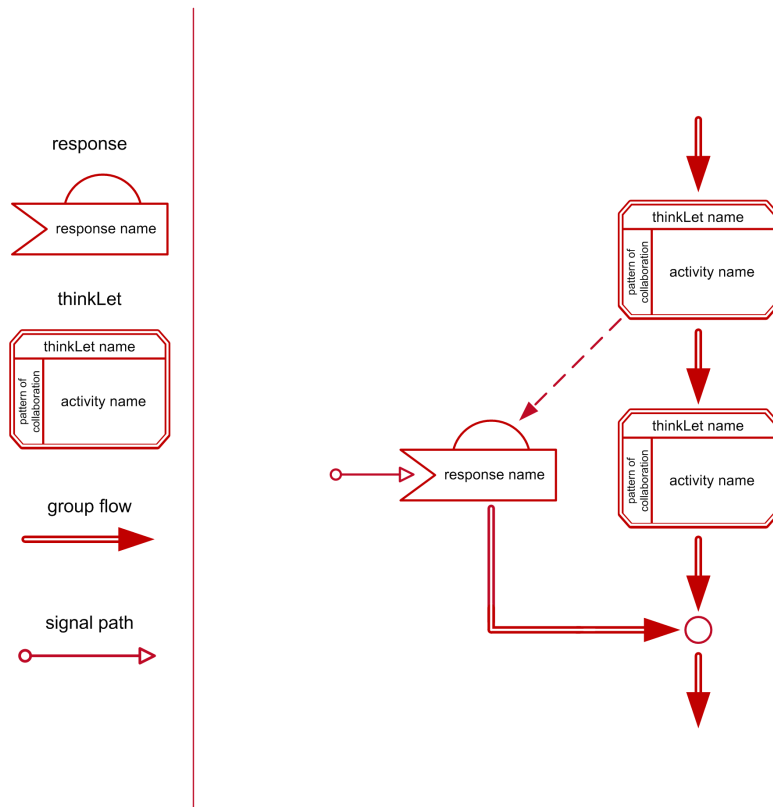 response
response name
thinkLet
thinkLet name
pattern of
collaboration
activity name
group flow
signal path
thinkLet name
pattern of
collaboration
activity name
response name
thinkLet name
pattern of
collaboration
activity name